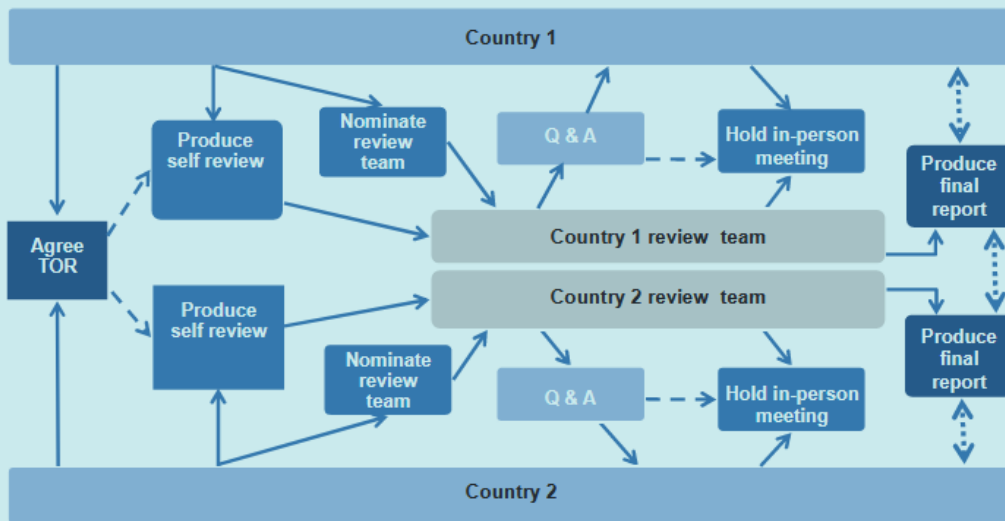 Country 1
Produce
self review
Nominate
review
team
Q & A
Hold in-person
meeting
Produce
final
report
Agree
TOR
Country 1 review team
Country 2 review team
Produce
self review
Nominate
review
team
Q & A
Hold in-person
meeting
Produce
final
report
Country 2